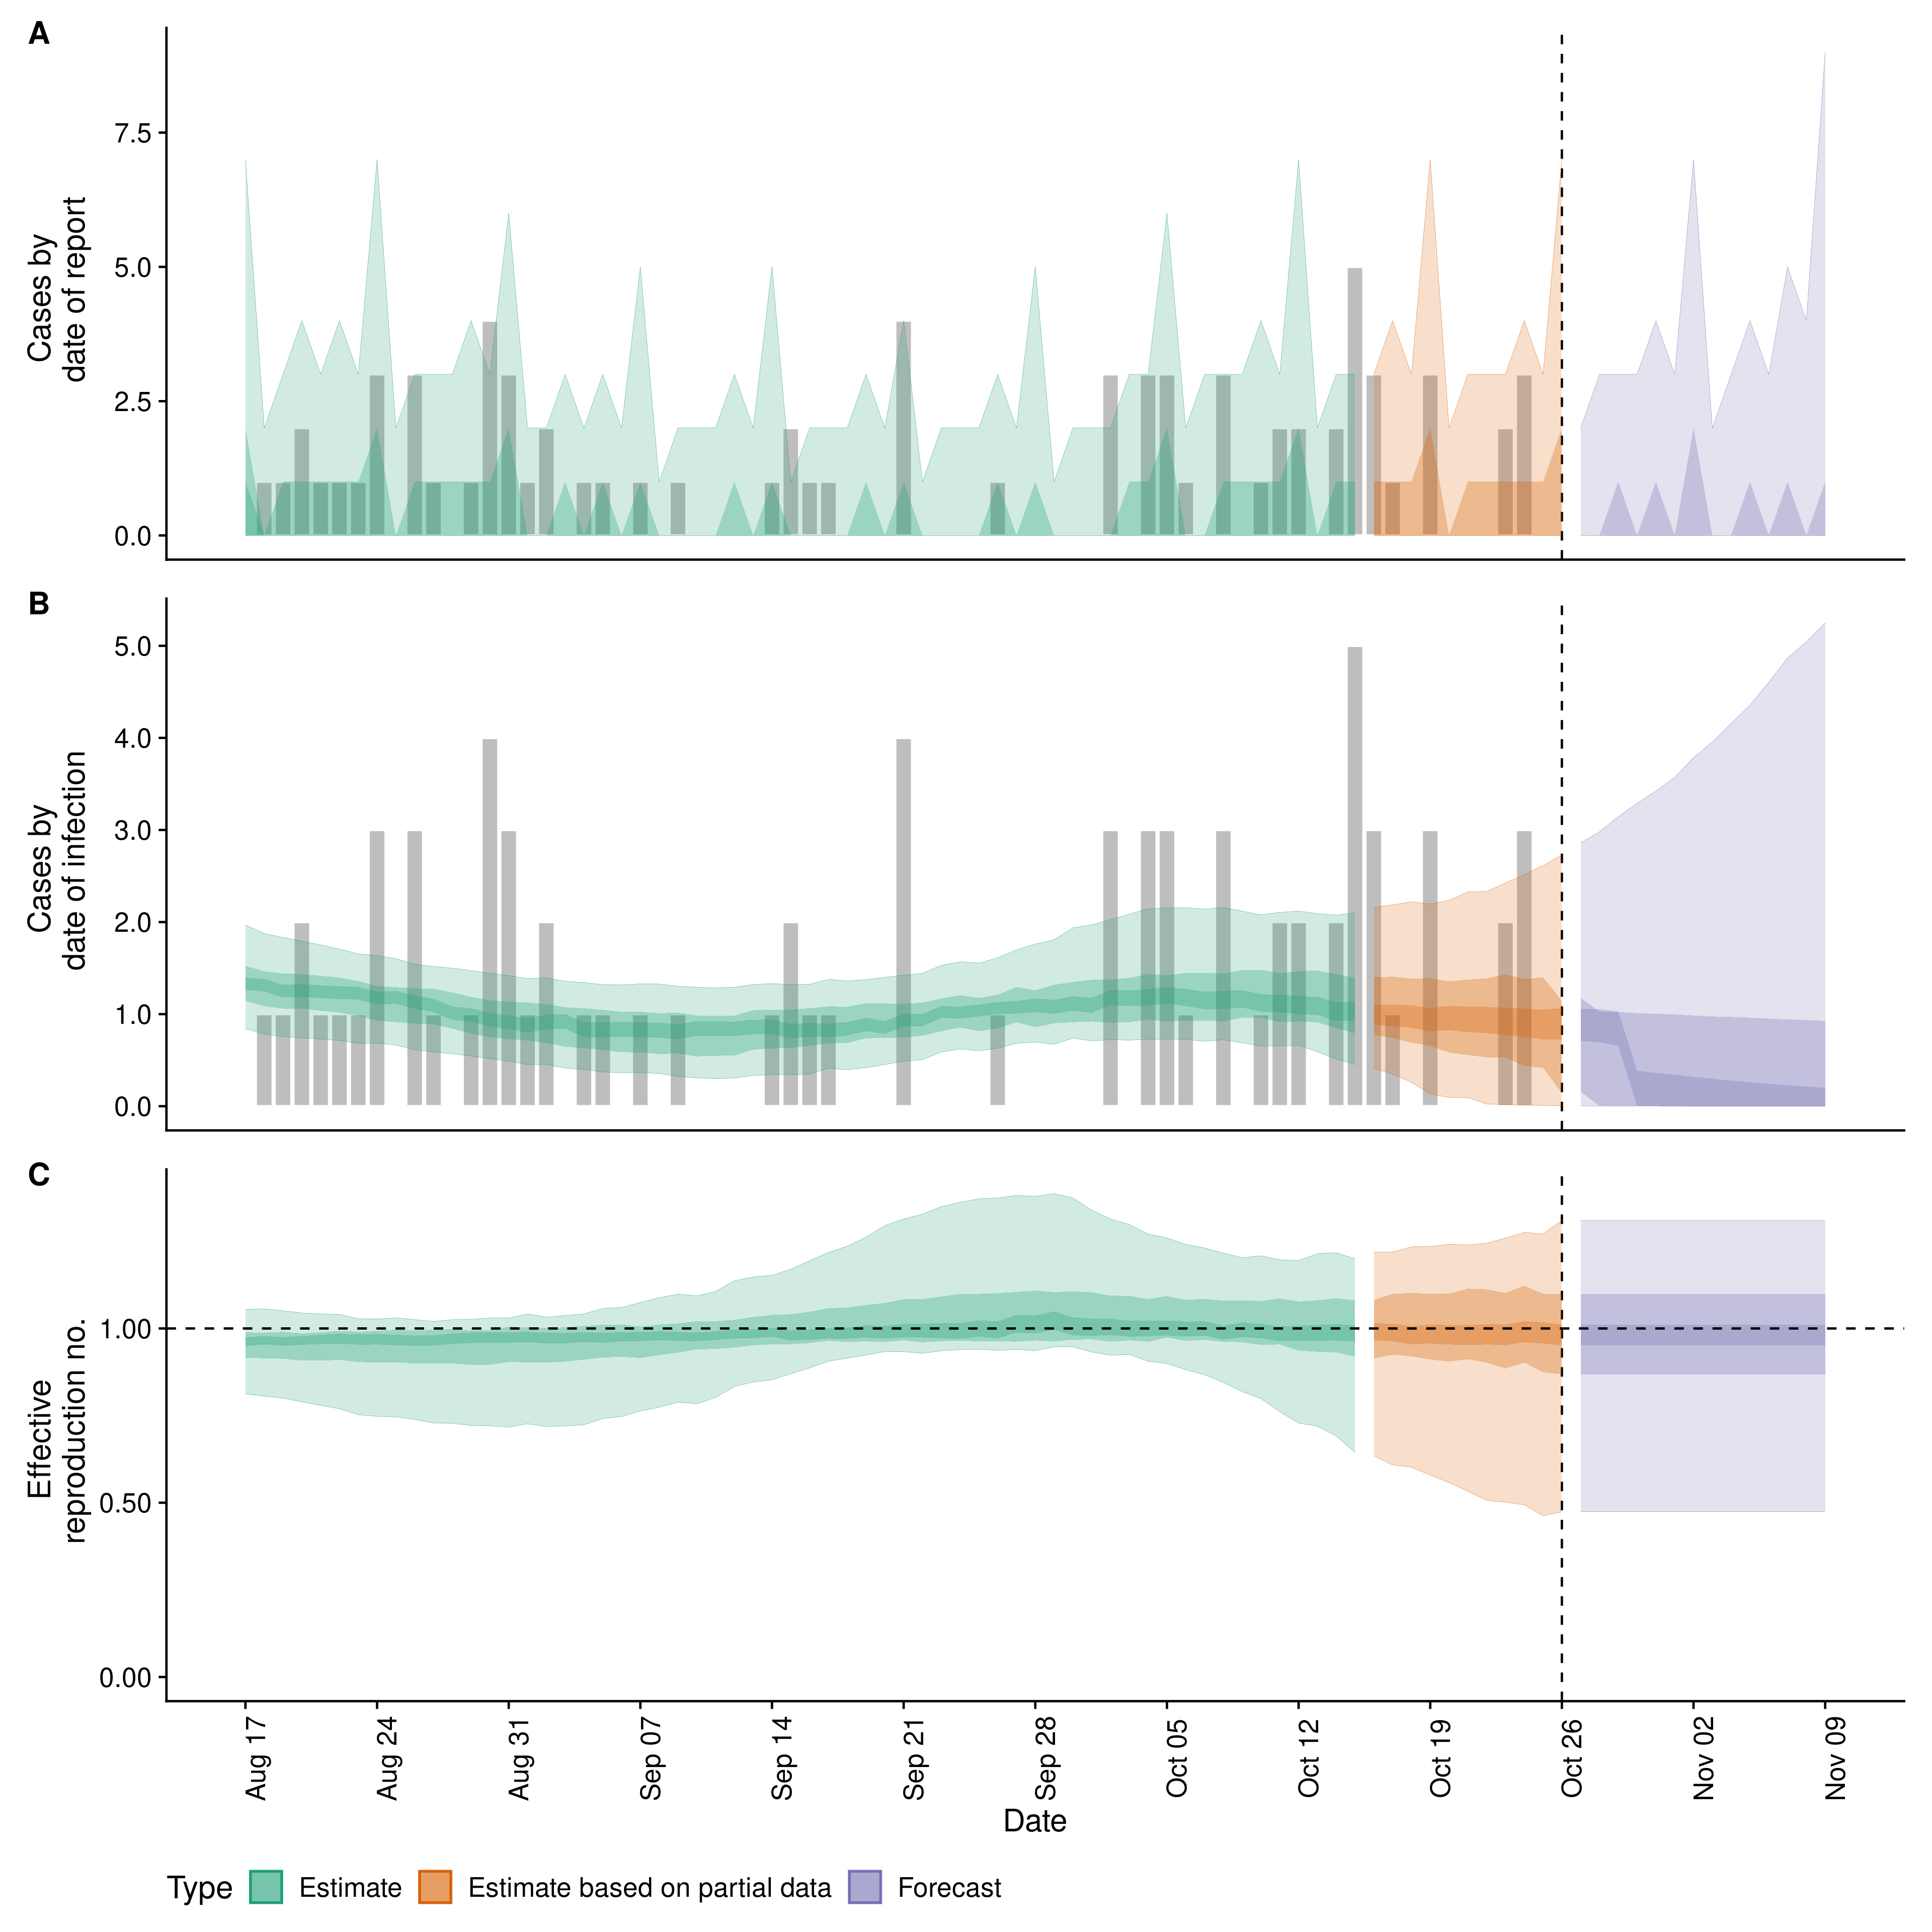 A
Cases by
date of report
7.5
5.0
2.5
0.0
B
Cases by
date of infection
5.0
4.0
3.0
2.0
1.0
0.0
C
Effective
reproduction no.
1.00
0.50
0.00
Aug 17
Aug 24
Aug 31
Sep 07
Sep 14
Sep 21
Sep 28
Oct 05
Oct 12
Oct 19
Oct 26
Nov 02
Nov 09
Date
Type
Estimate
Estimate based on partial data
Forecast